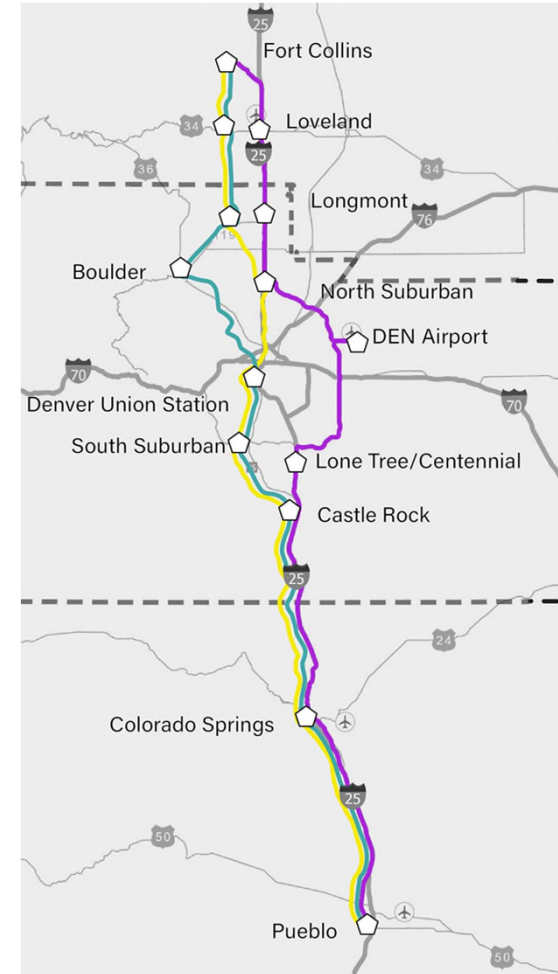 25
Fort Collins
34
Loveland
25
36
34
Longmont
76
119
Boulder
North Suburban
DEN Airport
70
Denver Union Station
70
South Suburban
Lone Tree/Centennial
Castle Rock
25
24
Colorado Springs
25
50
Pueblo
50